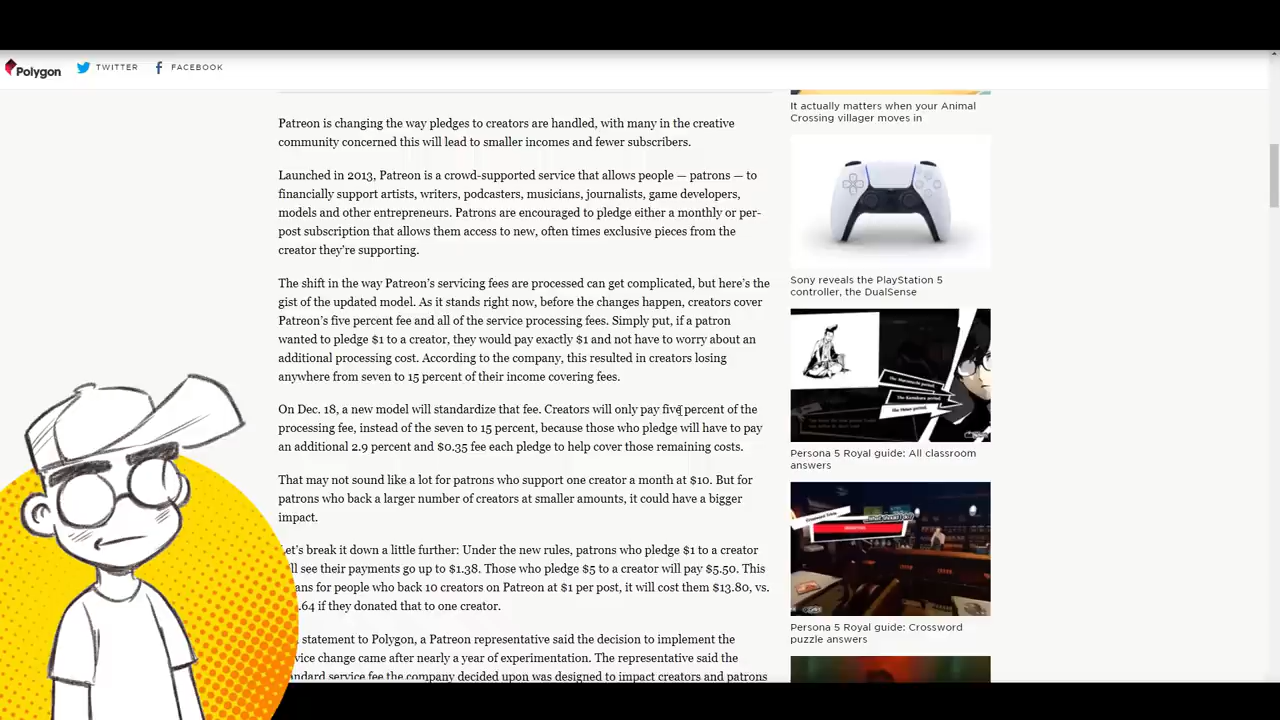 Polygon
TWITTER
FACEBOOK
Patreon is changing the way pledges to creators are handled, with many in the creative
community concerned this will lead to smaller incomes and fewer subscribers.
Launched in 2013, Patreon is a crowd-supported service that allows people — patrons — to
financially support artists, writers, podcasters, musicians, journalists, game developers,
models and other entrepreneurs. Patrons are encouraged to pledge either a monthly or per-
post subscription that allows them access to new, often times exclusive pieces from the
creator they're supporting.
The shift in the way Patreon's servicing fees are processed can get complicated, but here's the
gist of the updated model. As it stands right now, before the changes happen, creators cover
Patreon's five percent fee and all of the service processing fees. Simply put, if a patron
wanted to pledge $1 to a creator, they would pay exactly $1 and not have to worry about an
additional processing cost. According to the company, this resulted in creators losing
anywhere from seven to 15 percent of their income covering fees.
On Dec. 18, a new model will standardize that fee. Creators will only pay five percent of the
processing fee, instead of the seven to 15 percent, because those who pledge will have to pay
an additional 2.9 percent and $0.35 fee each pledge to help cover those remaining costs.
That may not sound like a lot for patrons who support one creator a month at $10. But for
patrons who back a larger number of creators at smaller amounts, it could have a bigger
impact.
's break it down a little further: Under the new rules, patrons who pledge $1 to a creator
ll see their payments go up to $1.38. Those who pledge $5 to a creator will pay $5.50. This
ans for people who back 10 creators on Patreon at $1 per post, it will cost them $13.80, vs.
.64 if they donated that to one creator.
statement to Polygon, a Patreon representative said the decision to implement the
vice change came after nearly a year of experimentation. The representative said the
andard service fee the company decided upon was designed to impact creators and patrons
It actually matters when your Animal
Crossing villager moves in
Sony reveals the PlayStation 5
controller, the DualSense
Persona 5 Royal guide: All classroom
answers
Persona 5 Royal guide: Crossword
puzzle answers